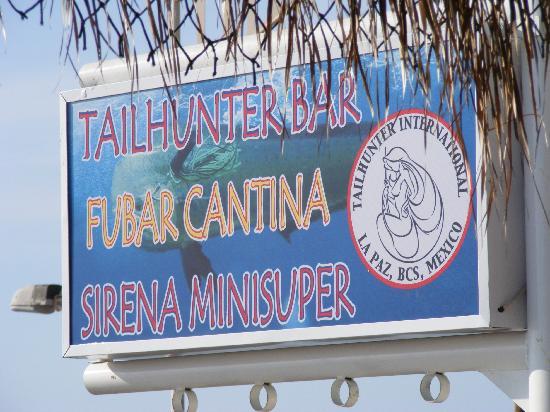 TAILHUNTER BAR
FUBAR CANTINA
SIRENA MINISUPER
TAILHUNTER INTERNATIONAL
LA PAZ, BCS, MEXICO